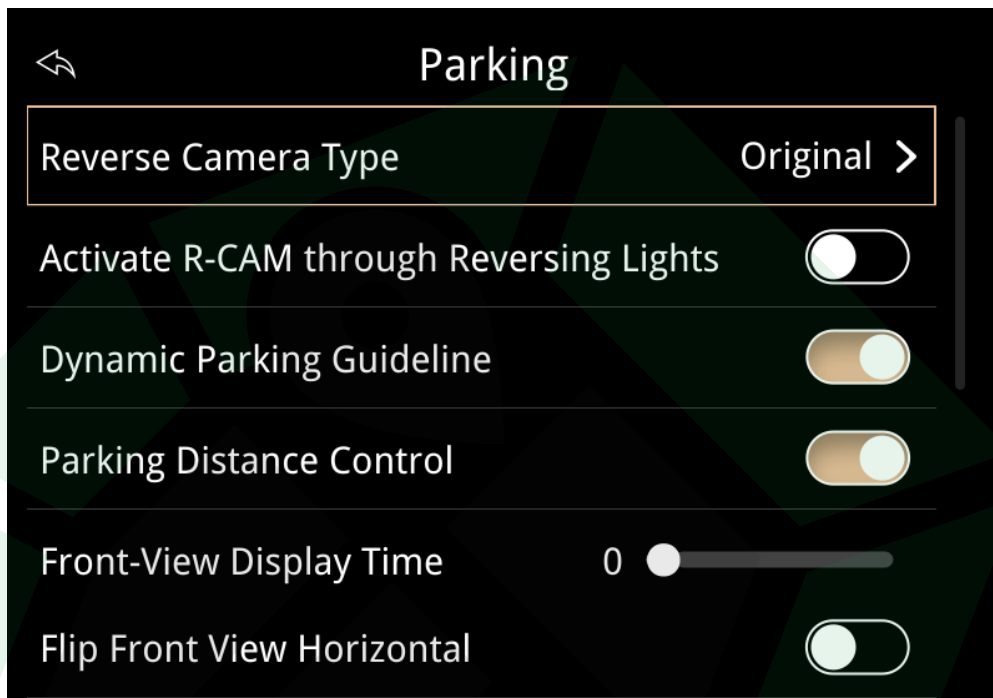 Parking
Reverse Camera Type Original
Activate R-CAM through Reversing Lights
Dynamic Parking Guideline
Parking Distance Control
Front-View Display Time 0
Flip Front View Horizontal